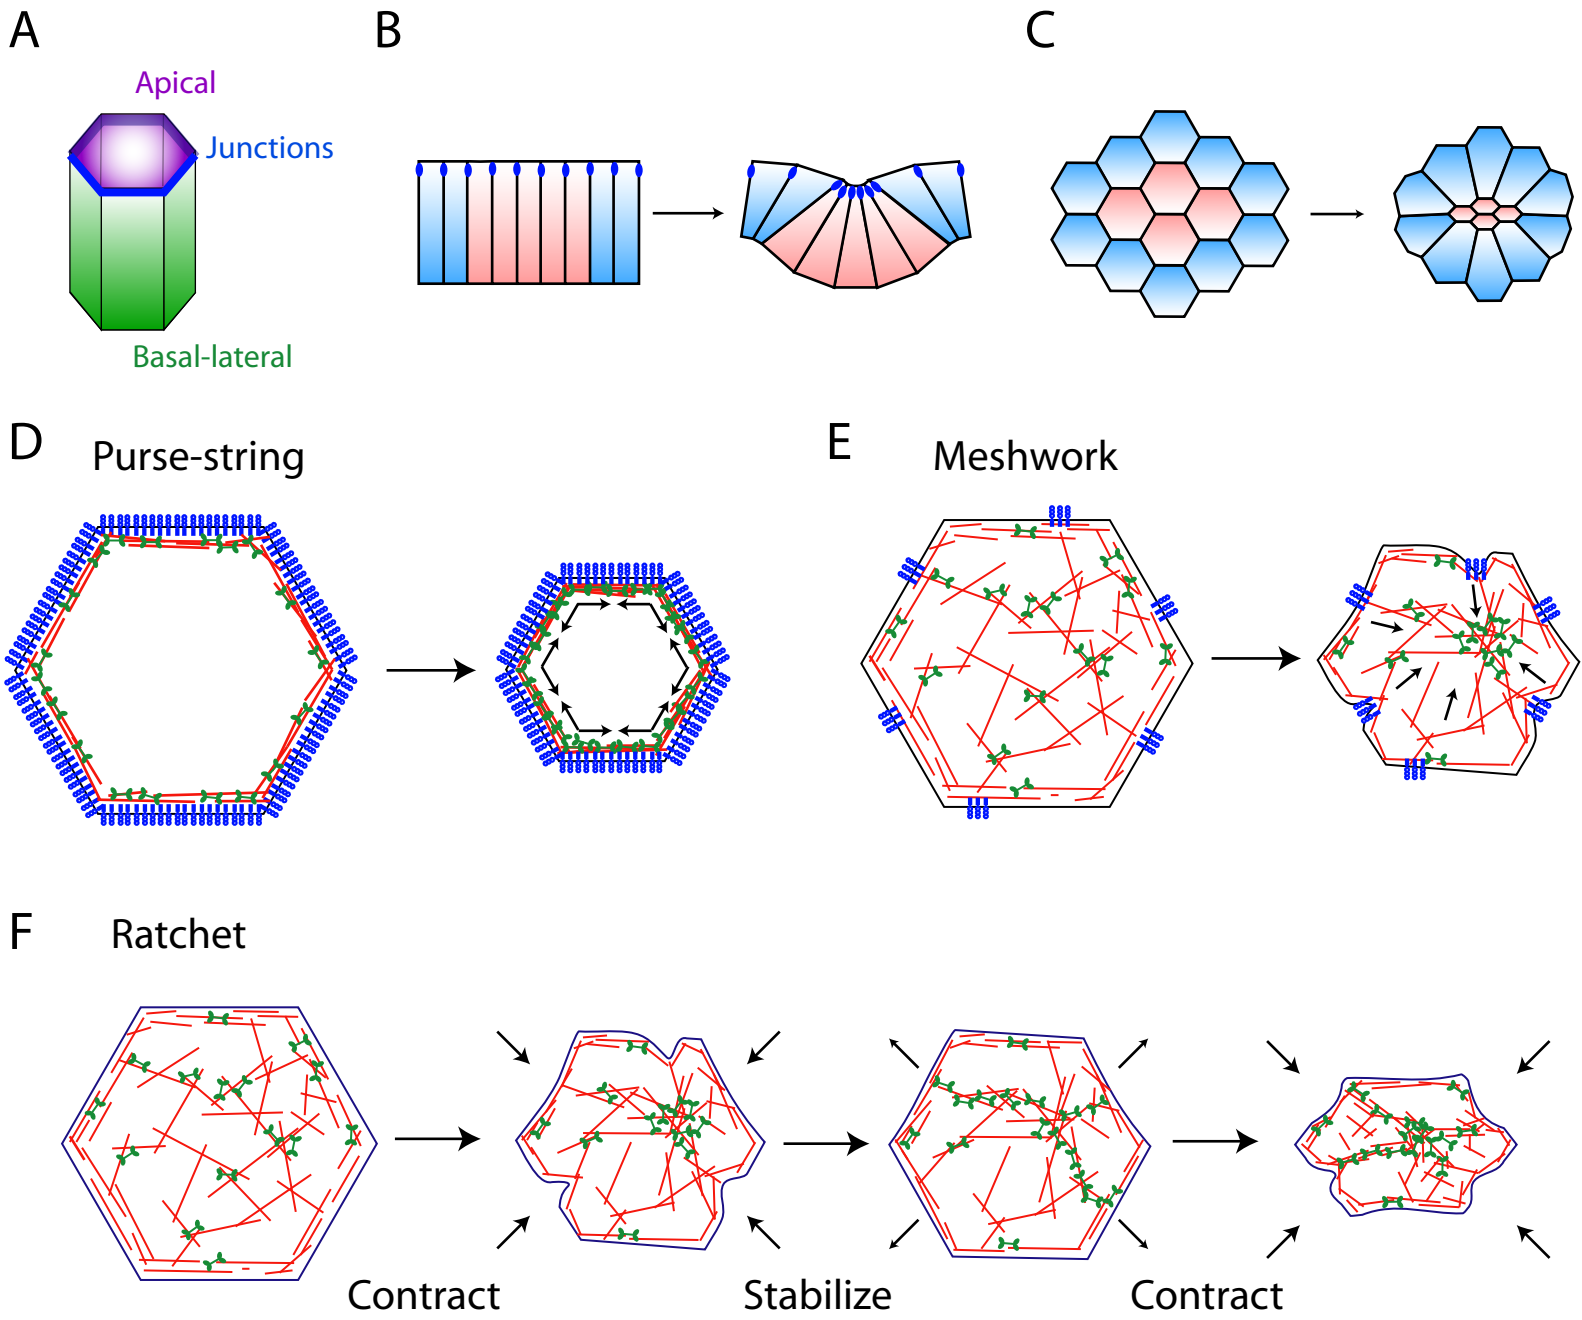 A
B
C
Apical
Junctions
Basal-lateral
D
Purse-string
E
Meshwork
F
Ratchet
Contract
Stabilize
Contract